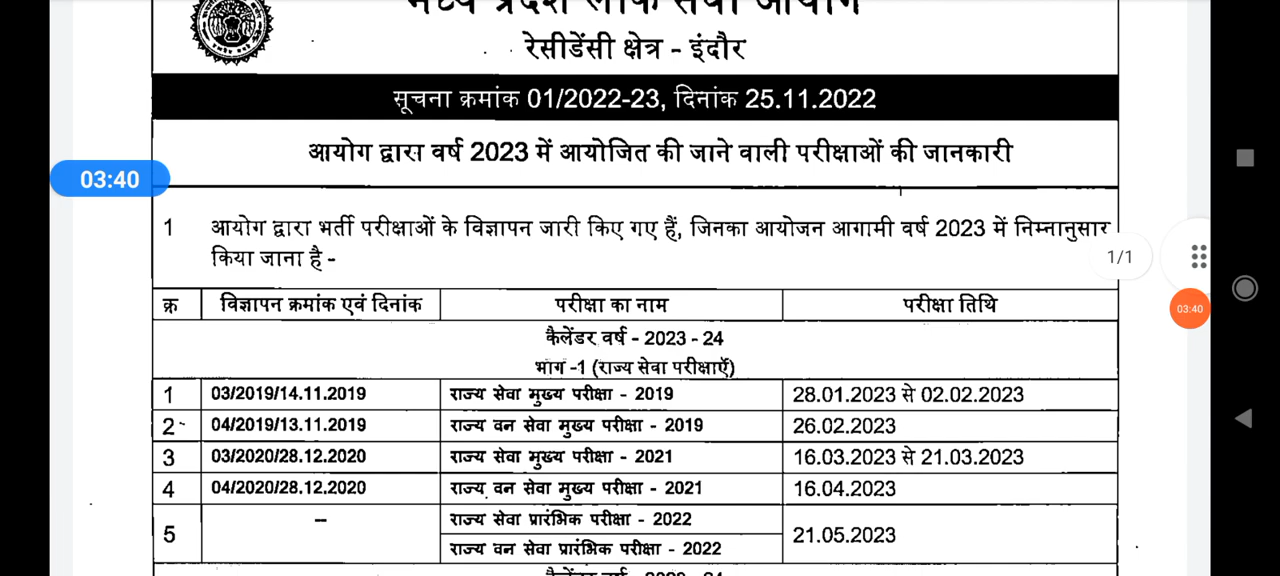 मध्य प्रदेश लोक सेवा आयोग
रेसीडेंसी क्षेत्र - इंदौर
सूचना क्रमांक 01/2022-23, दिनांक 25.11.2022
आयोग द्वारा वर्ष 2023 में आयोजित की जाने वाली परीक्षाओं की जानकारी
03:40
1 आयोग द्वारा भर्ती परीक्षाओं के विज्ञापन जारी किए गए हैं, जिनका आयोजन आगामी वर्ष 2023 में निम्नानुसार
किया जाना है -
1/1
03:40
क्र विज्ञापन क्रमांक एवं दिनांक परीक्षा का नाम परीक्षा तिथि
कैलेंडर वर्ष - 2023 - 24
भाग -1 (राज्य सेवा परीक्षाऐं)
1 03/2019/14.11.2019 राज्य सेवा मुख्य परीक्षा - 2019 28.01.2023 से 02.02.2023
2 04/2019/13.11.2019 राज्य वन सेवा मुख्य परीक्षा - 2019 26.02.2023
3 03/2020/28.12.2020 राज्य सेवा मुख्य परीक्षा - 2021 16.03.2023 से 21.03.2023
4 04/2020/28.12.2020 राज्य वन सेवा मुख्य परीक्षा - 2021 16.04.2023
5 -- राज्य सेवा प्रारंभिक परीक्षा - 2022 21.05.2023
राज्य वन सेवा प्रारंभिक परीक्षा - 2022